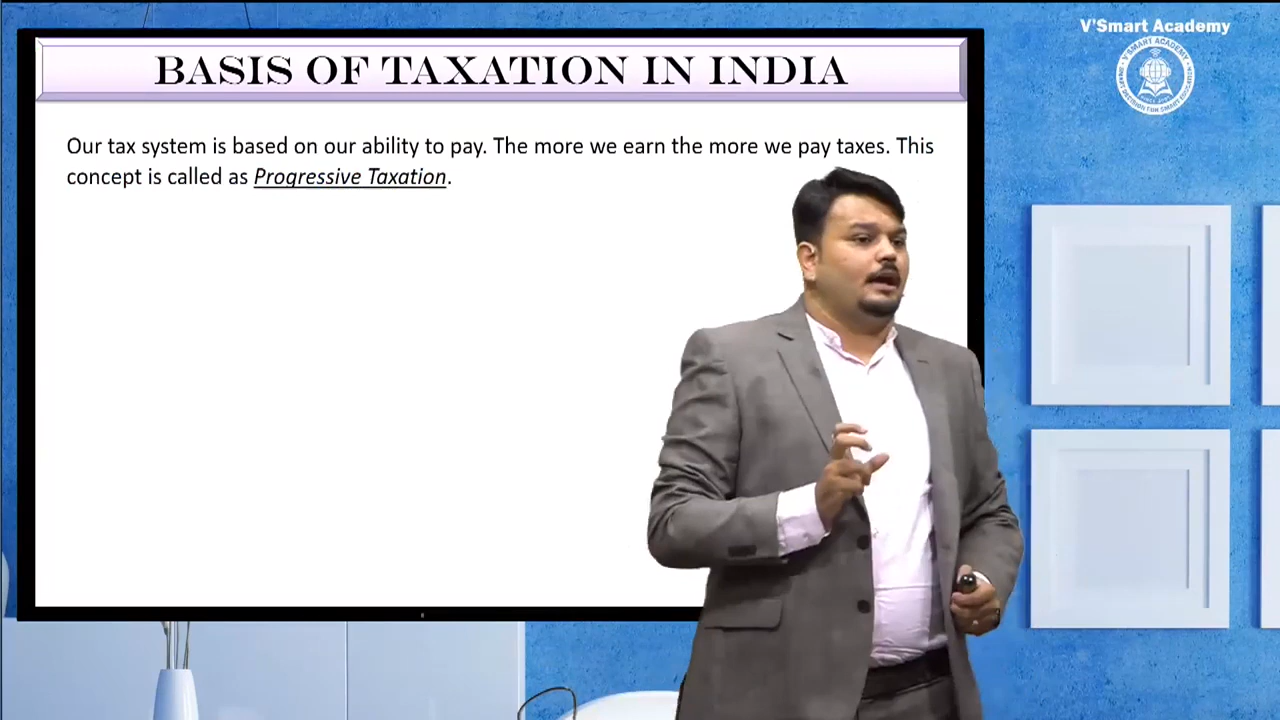 V'Smart Academy
BASIS OF TAXATION IN INDIA
Our tax system is based on our ability to pay. The more we earn the more we pay taxes. This
concept is called as Progressive Taxation.